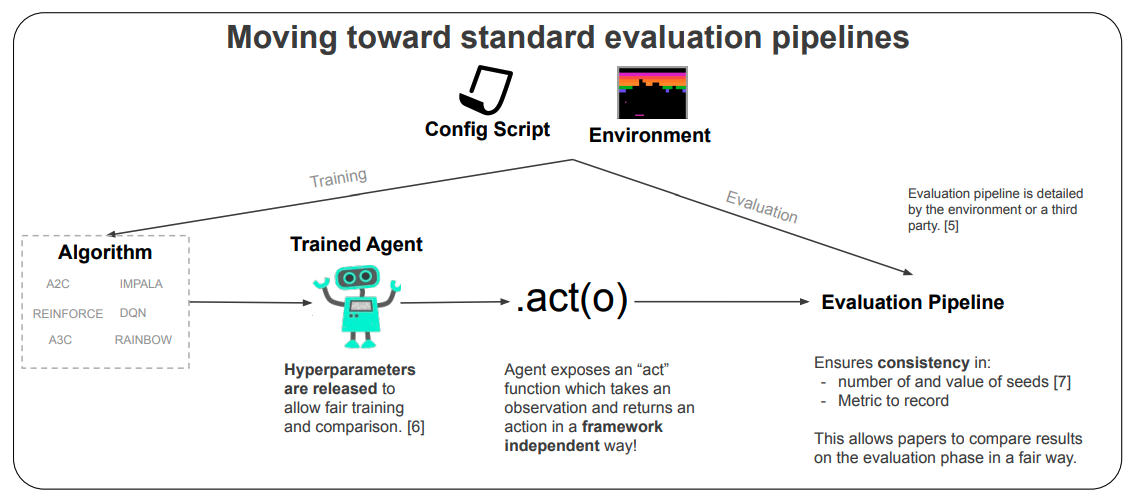 Moving toward standard evaluation pipelines
Config Script
Environment
Training
Evaluation
Evaluation pipeline is detailed
by the environment or a third
party. [5]
Algorithm
A2C IMPALA
REINFORCE DQN
A3C RAINBOW
Trained Agent
Hyperparameters
are released to
allow fair training
and comparison. [6]
.act(o)
Agent exposes an “act”
function which takes an
observation and returns an
action in a framework
independent way!
Evaluation Pipeline
Ensures consistency in:
- number of and value of seeds [7]
- Metric to record
This allows papers to compare results
on the evaluation phase in a fair way.